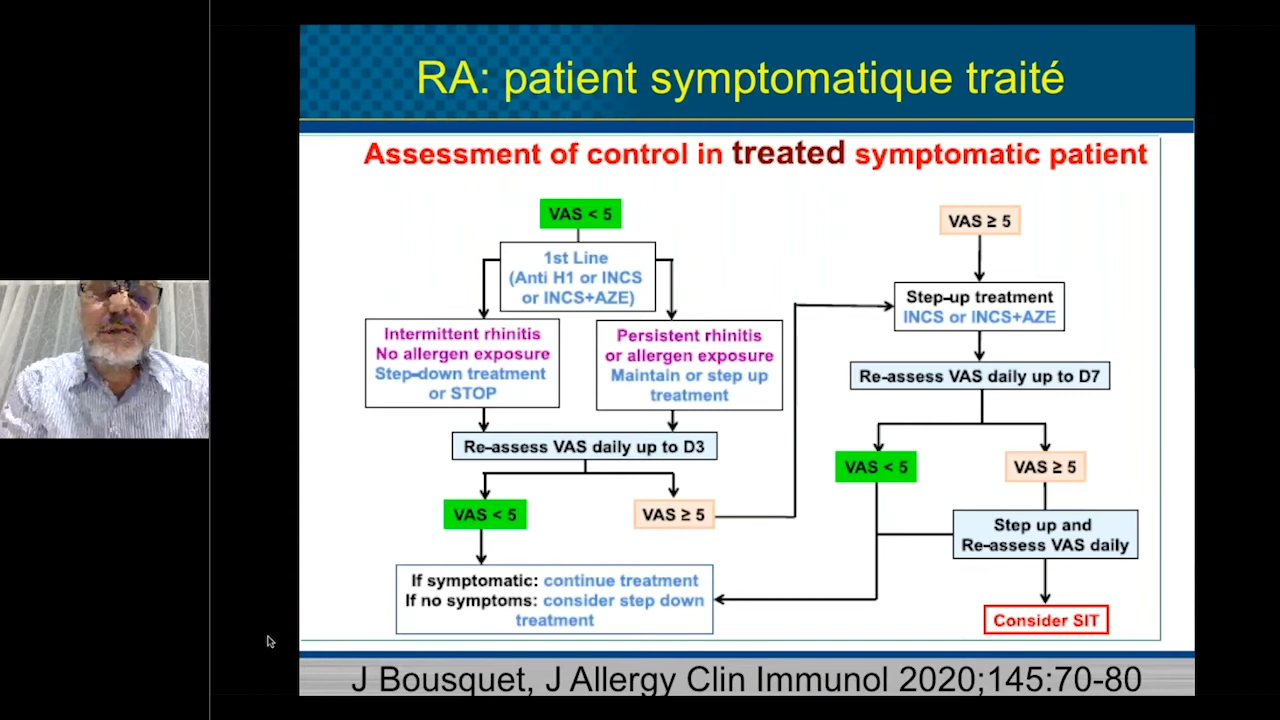 RA: patient symptomatique traité
Assessment of control in treated symptomatic patient
VAS < 5
1st Line
(Anti H1 or INCS
or INCS+AZE)
Intermittent rhinitis
No allergen exposure
Step-down treatment
or STOP
Persistent rhinitis
or allergen exposure
Maintain or step up
treatment
Re-assess VAS daily up to D3
VAS < 5
VAS ≥ 5
If symptomatic: continue treatment
If no symptoms: consider step down
treatment
VAS ≥ 5
Step-up treatment
INCS or INCS+AZE
Re-assess VAS daily up to D7
VAS < 5
VAS ≥ 5
Step up and
Re-assess VAS daily
Consider SIT
J Bousquet, J Allergy Clin Immunol 2020;145:70-80